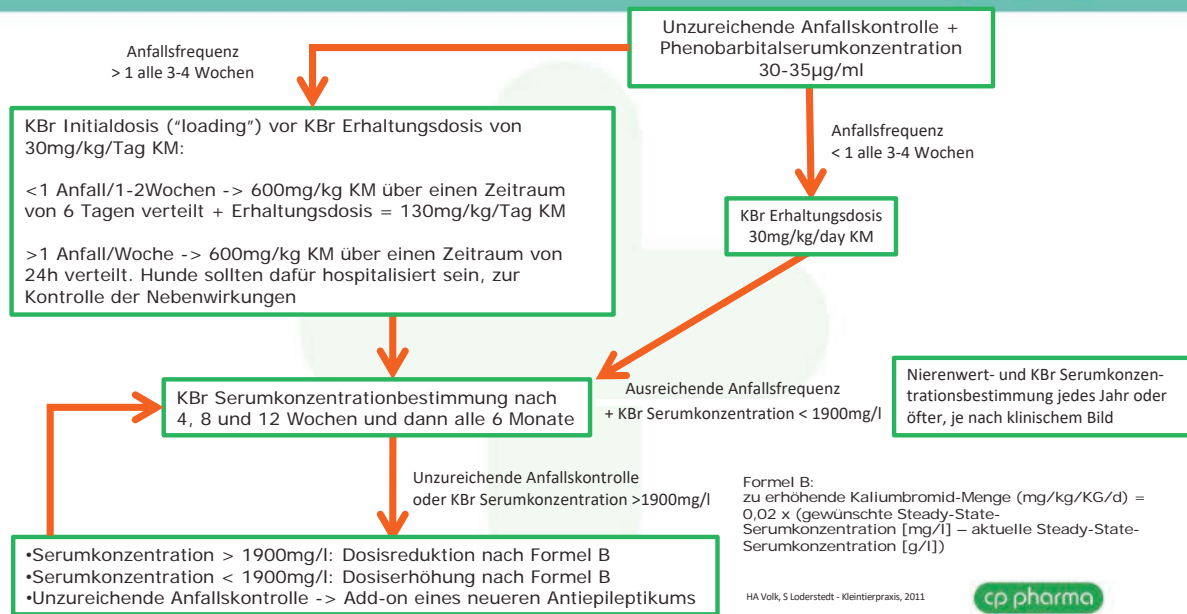 Unzureichende Anfallskontrolle +
Phenobarbitalserumkonzentration
30-35µg/ml
Anfallsfrequenz
> 1 alle 3-4 Wochen
KBr Initialdosis ("loading") vor KBr Erhaltungsdosis von
30mg/kg/Tag KM:
<1 Anfall/1-2Wochen -> 600mg/kg KM über einen Zeitraum
von 6 Tagen verteilt + Erhaltungsdosis = 130mg/kg/Tag KM
>1 Anfall/Woche -> 600mg/kg KM über einen Zeitraum von
24h verteilt. Hunde sollten dafür hospitalisiert sein, zur
Kontrolle der Nebenwirkungen
Anfallsfrequenz
< 1 alle 3-4 Wochen
KBr Erhaltungsdosis
30mg/kg/day KM
KBr Serumkonzentrationbestimmung nach
4, 8 und 12 Wochen und dann alle 6 Monate
Ausreichende Anfallsfrequenz
+ KBr Serumkonzentration < 1900mg/l
Nierenwert- und KBr Serumkonzen-
trationsbestimmung jedes Jahr oder
öfter, je nach klinischem Bild
Unzureichende Anfallskontrolle
oder KBr Serumkonzentration >1900mg/l
Formel B:
zu erhöhende Kaliumbromid-Menge (mg/kg/KG/d) =
0,02 x (gewünschte Steady-State-
Serumkonzentration [mg/l] – aktuelle Steady-State-
Serumkonzentration [g/l])
•Serumkonzentration > 1900mg/l: Dosisreduktion nach Formel B
•Serumkonzentration < 1900mg/l: Dosiserhöhung nach Formel B
•Unzureichende Anfallskontrolle -> Add-on eines neueren Antiepileptikums
HA Volk, S Loderstedt - Kleintierpraxis, 2011
cp pharma